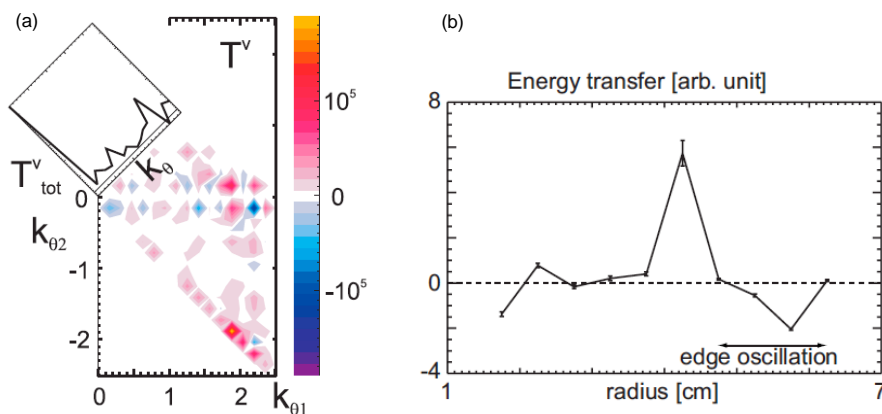 (a)
T^v
T^v_tot
k_θ
10^5
0
-10^5
0
-1
-2
k_θ2
0
1
2
k_θ1
(b)
Energy transfer [arb. unit]
8
4
0
-4
edge oscillation
1
7
radius [cm]